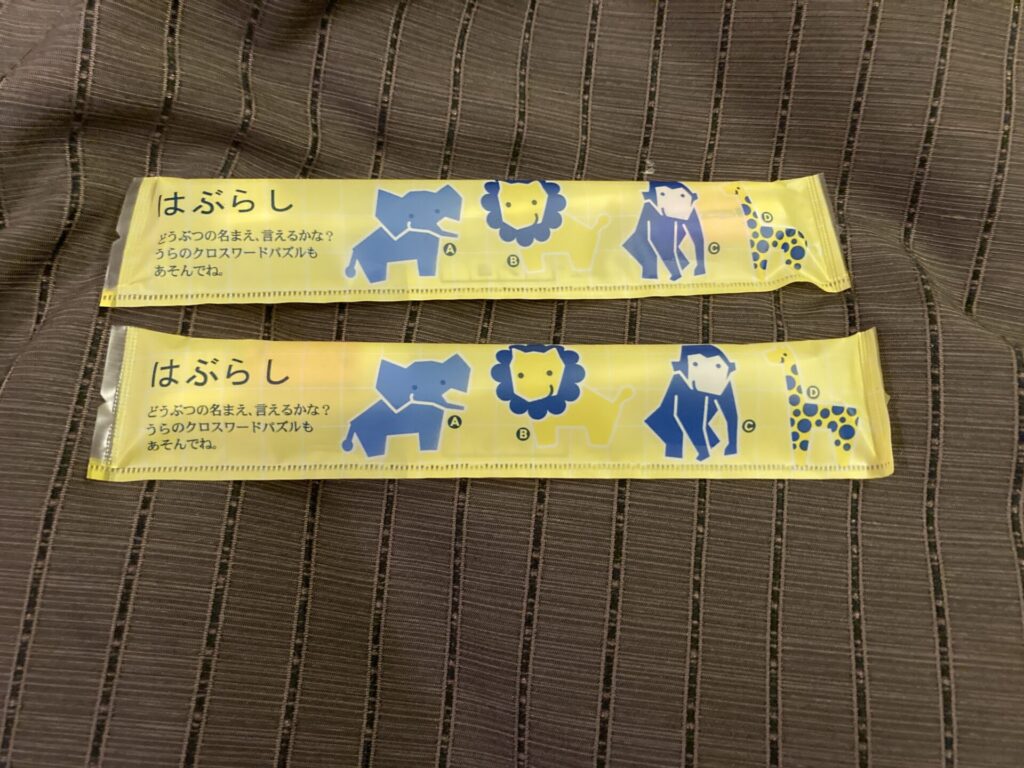 はぶらし
どうぶつの名まえ、言えるかな?
うらのクロスワードパズルも
あそんでね。
A
B
C
D
はぶらし
どうぶつの名まえ、言えるかな?
うらのクロスワードパズルも
あそんでね。
A
B
C
D